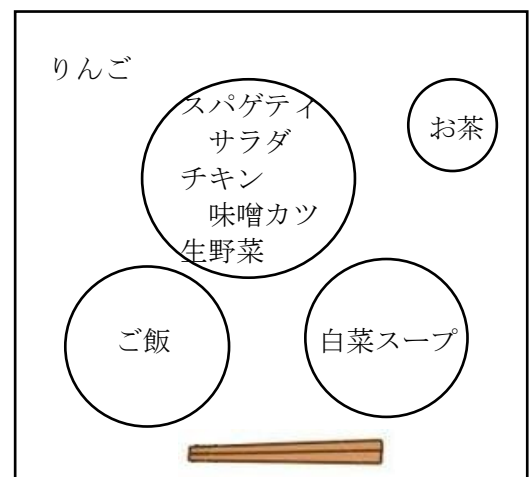 りんご
スパゲティ
サラダ
チキン
味噌カツ
生野菜
お茶
ご飯
白菜スープ